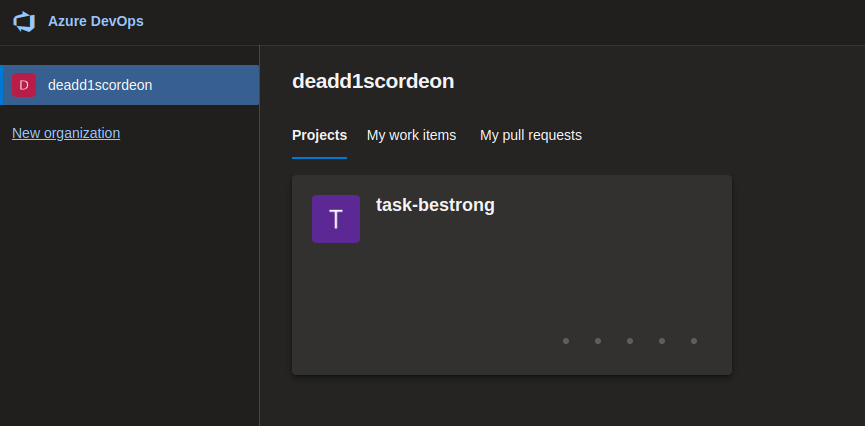 Azure DevOps
D
deadd1scordeon
New organization
deadd1scordeon
Projects My work items My pull requests
T
task-bestrong